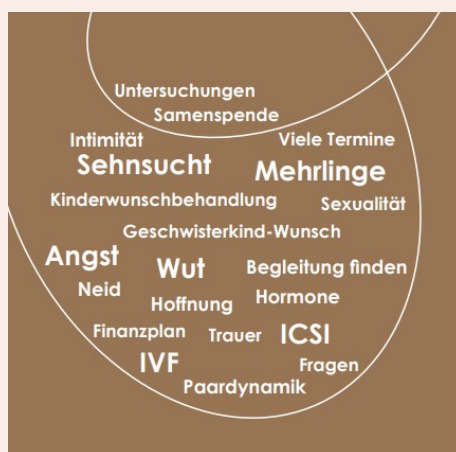 Untersuchungen
Samenspende
Intimität
Viele Termine
Sehnsucht
Mehrlinge
Kinderwunschbehandlung
Sexualität
Geschwisterkind-Wunsch
Angst
Wut
Begleitung finden
Neid
Hoffnung
Hormone
Finanzplan
Trauer
ICSI
IVF
Fragen
Paardynamik